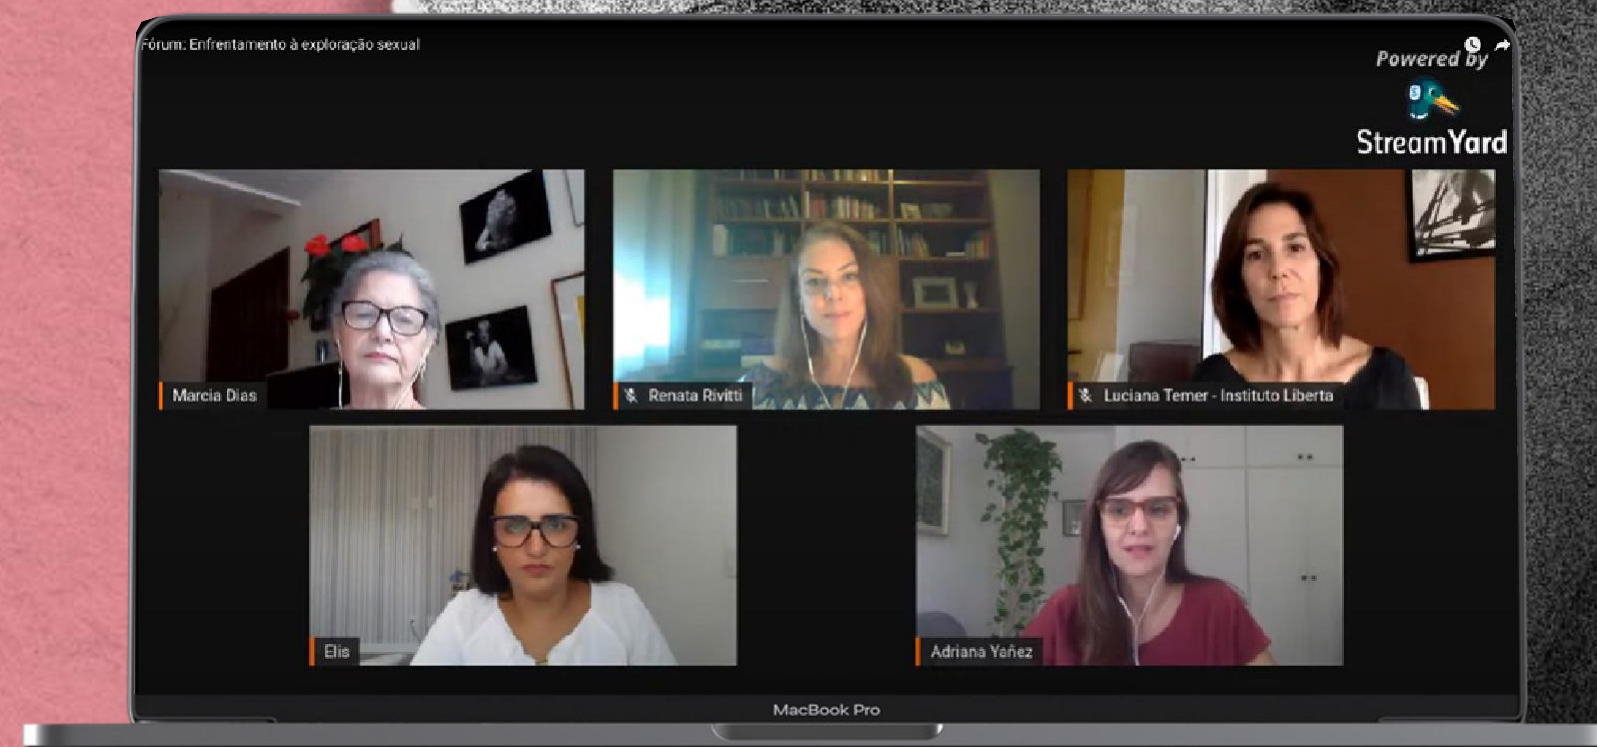 Fórum: Enfrentamento à exploração sexual
Powered by
StreamYard
Marcia Dias
Renata Rivitti
Luciana Temer - Instituto Liberta
Elis
Adriana Yañez
MacBook Pro